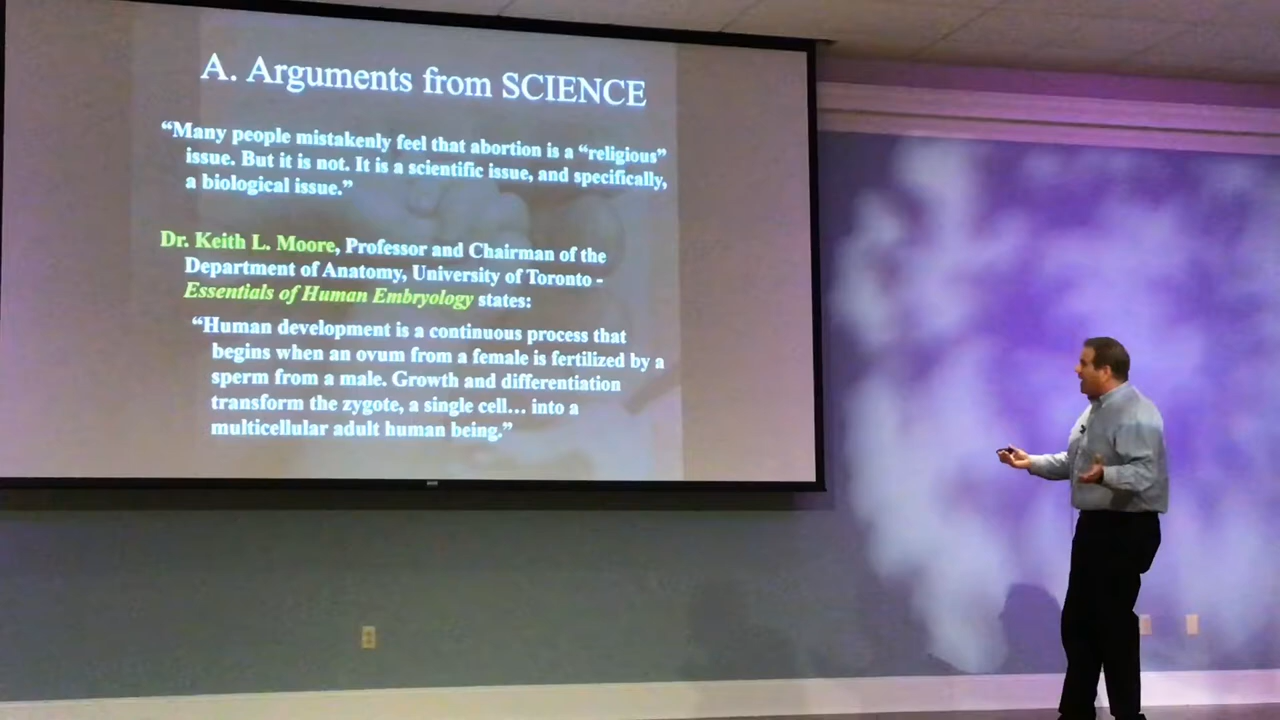 A. Arguments from SCIENCE
“Many people mistakenly feel that abortion is a “religious”
issue. But it is not. It is a scientific issue, and specifically,
a biological issue.”
Dr. Keith L. Moore, Professor and Chairman of the
Department of Anatomy, University of Toronto -
Essentials of Human Embryology states:
“Human development is a continuous process that
begins when an ovum from a female is fertilized by a
sperm from a male. Growth and differentiation
transform the zygote, a single cell… into a
multicellular adult human being.”